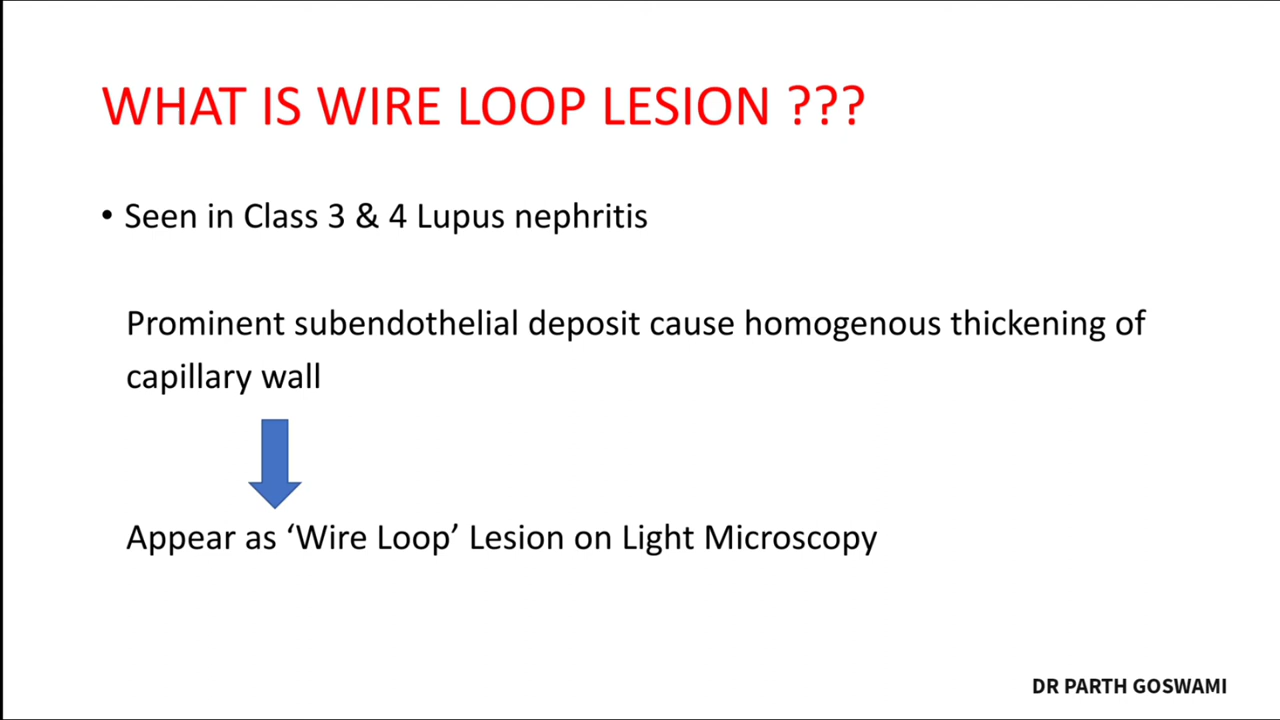 WHAT IS WIRE LOOP LESION ???
• Seen in Class 3 & 4 Lupus nephritis
Prominent subendothelial deposit cause homogenous thickening of
capillary wall
Appear as ‘Wire Loop’ Lesion on Light Microscopy
DR PARTH GOSWAMI